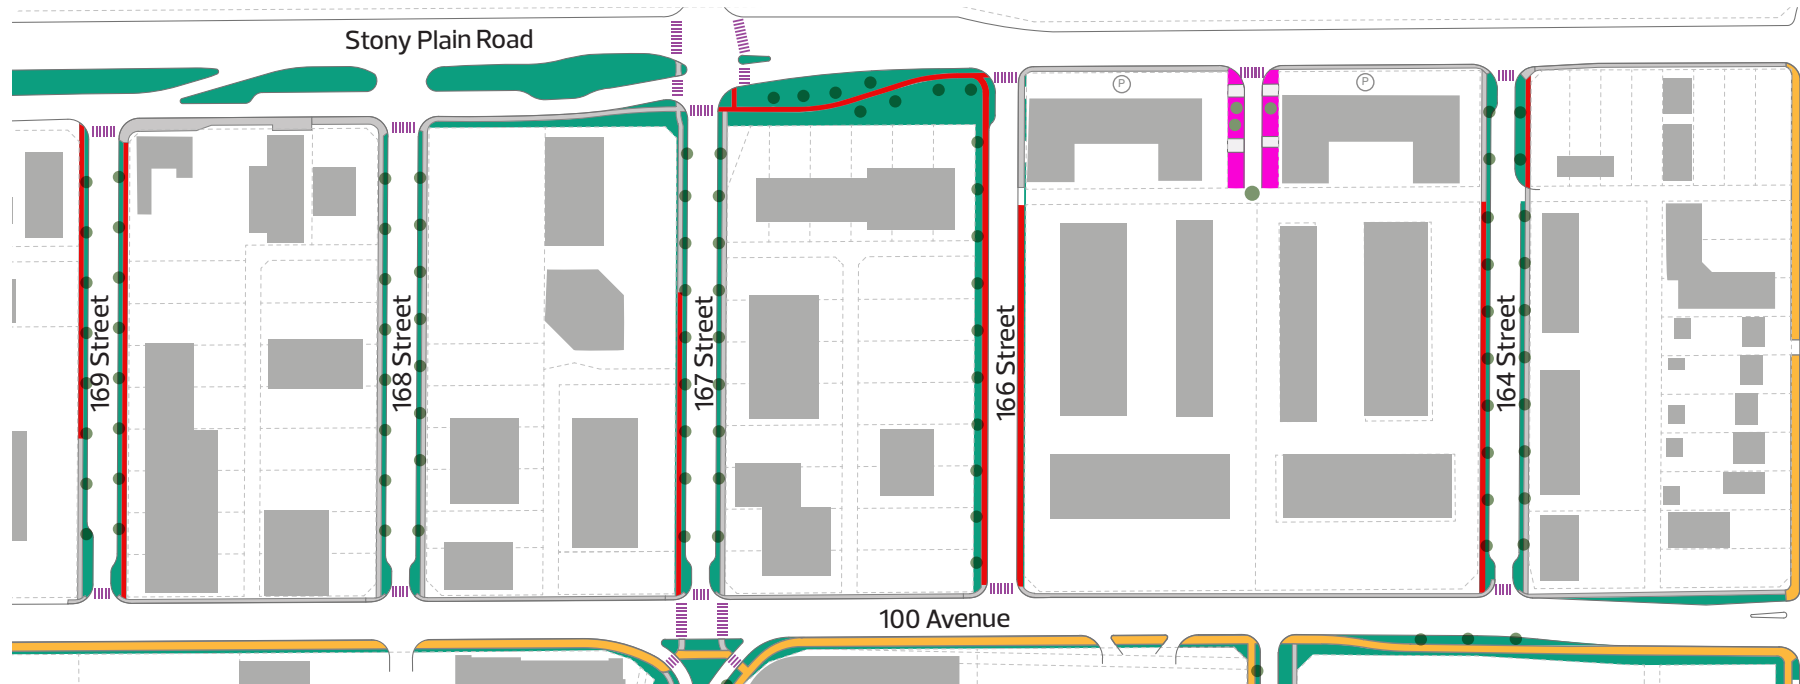 Stony Plain Road
P
P
169 Street
168 Street
167 Street
166 Street
164 Street
100 Avenue